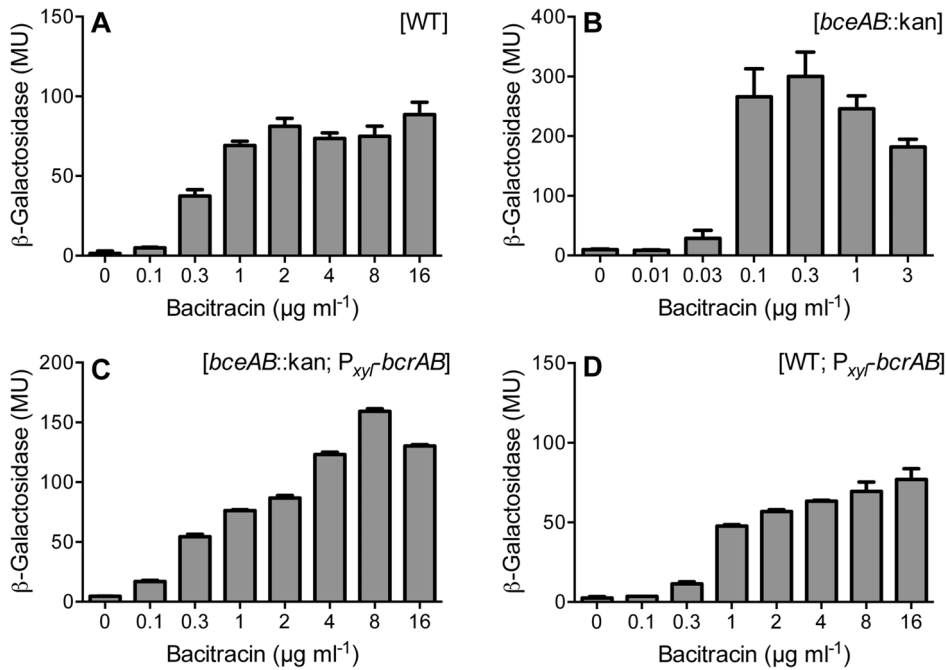 A [WT]
150
100
50
0
β-Galactosidase (MU)
0 0.1 0.3 1 2 4 8 16
Bacitracin (µg ml⁻¹)
B [bceAB::kan]
400
300
200
100
0
β-Galactosidase (MU)
0 0.01 0.03 0.1 0.3 1 3
Bacitracin (µg ml⁻¹)
C [bceAB::kan; Pxyl-bcrAB]
200
150
100
50
0
β-Galactosidase (MU)
0 0.1 0.3 1 2 4 8 16
Bacitracin (µg ml⁻¹)
D [WT; Pxyl-bcrAB]
150
100
50
0
β-Galactosidase (MU)
0 0.1 0.3 1 2 4 8 16
Bacitracin (µg ml⁻¹)